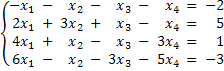 −x₁ − x₂ − x₃ − x₄ = −2
2x₁ + 3x₂ + x₃ − x₄ = 5
4x₁ + x₂ − x₃ − 3x₄ = 1
6x₁ − x₂ − 3x₃ − 5x₄ = −3